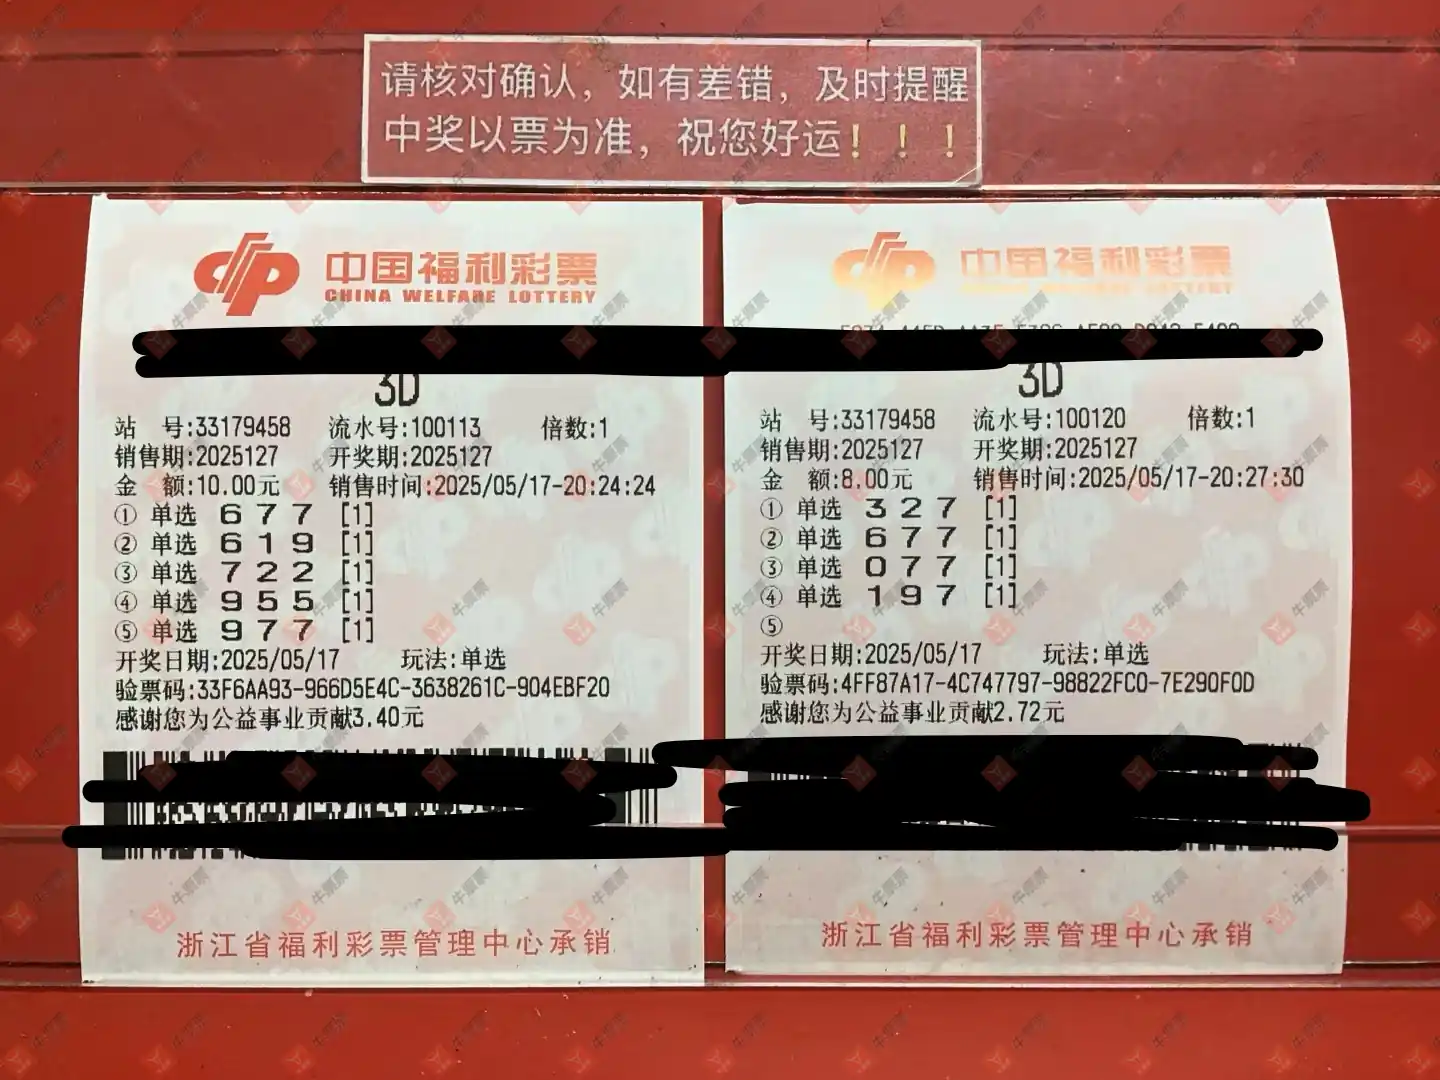 请核对确认，如有差错，及时提醒
中奖以票为准，祝您好运！！！
中国福利彩票
CHINA WELFARE LOTTERY
3D
站 号:33179458 流水号:100113 倍数:1
销售期:2025127 开奖期:2025127
金 额:10.00元 销售时间:2025/05/17-20:24:24
① 单选 6 7 7 [1]
② 单选 6 1 9 [1]
③ 单选 7 2 2 [1]
④ 单选 9 5 5 [1]
⑤ 单选 9 7 7 [1]
开奖日期:2025/05/17 玩法:单选
验票码:33F6AA93-966D5E4C-3638261C-904EBF20
感谢您为公益事业贡献3.40元
浙江省福利彩票管理中心承销
中国福利彩票
CHINA WELFARE LOTTERY
3D
站 号:33179458 流水号:100120 倍数:1
销售期:2025127 开奖期:2025127
金 额:8.00元 销售时间:2025/05/17-20:27:30
① 单选 3 2 7 [1]
② 单选 6 7 7 [1]
③ 单选 0 7 7 [1]
④ 单选 1 9 7 [1]
⑤
开奖日期:2025/05/17 玩法:单选
验票码:4FF87A17-4C747797-98822FC0-7E290F0D
感谢您为公益事业贡献2.72元
浙江省福利彩票管理中心承销